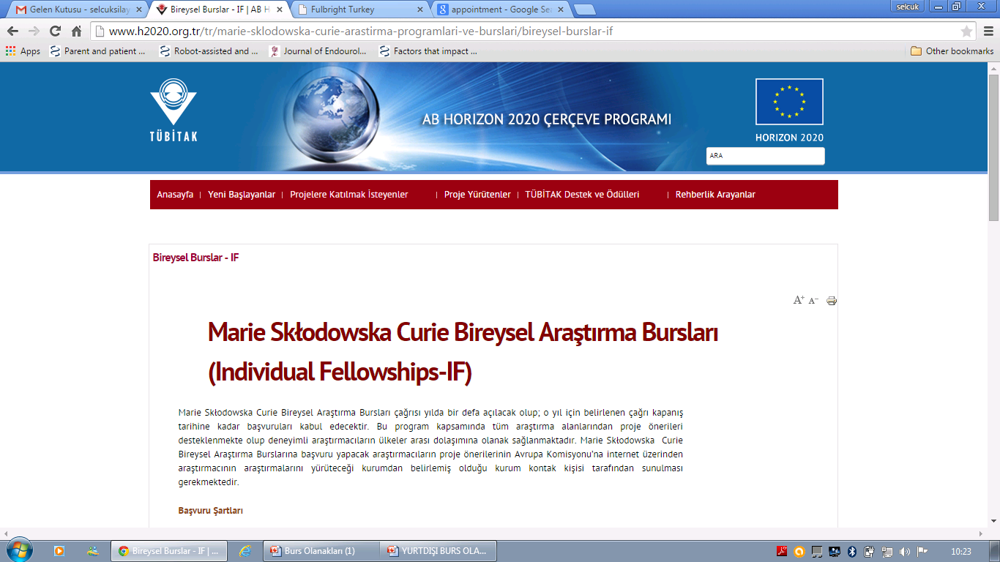 Gelen Kutusu - selcuksilay
Bireysel Burslar - IF | AB H
Fulbright Turkey
appointment - Google Sea
selcuk
www.h2020.org.tr/tr/marie-sklodowska-curie-arastirma-programlari-ve-burslari/bireysel-burslar-if
Apps
Parent and patient ...
Robot-assisted and ...
Journal of Endourol...
Factors that impact ...
Other bookmarks
TÜBİTAK
AB HORIZON 2020 ÇERÇEVE PROGRAMI
HORIZON 2020
ARA
Anasayfa | Yeni Başlayanlar | Projelere Katılmak İsteyenler | Proje Yürütenler | TÜBİTAK Destek ve Ödülleri | Rehberlik Arayanlar
Bireysel Burslar - IF
A+ A-
Marie Skłodowska Curie Bireysel Araştırma Bursları
(Individual Fellowships-IF)
Marie Skłodowska Curie Bireysel Araştırma Bursları çağrısı yılda bir defa açılacak olup; o yıl için belirlenen çağrı kapanış
tarihine kadar başvuruları kabul edecektir. Bu program kapsamında tüm araştırma alanlarından proje önerileri
desteklenmekte olup deneyimli araştırmacıların ülkeler arası dolaşımına olanak sağlanmaktadır. Marie Skłodowska Curie
Bireysel Araştırma Burslarına başvuru yapacak araştırmacıların proje önerilerinin Avrupa Komisyonu'na internet üzerinden
araştırmacının araştırmalarını yürüteceği kurumdan belirlemiş olduğu kurum kontak kişisi tarafından sunulması
gerekmektedir.
Başvuru Şartları
Bireysel Burslar - IF | ...
Burs Olanakları (1)
YURTDIŞI BURS OLA...
10:23